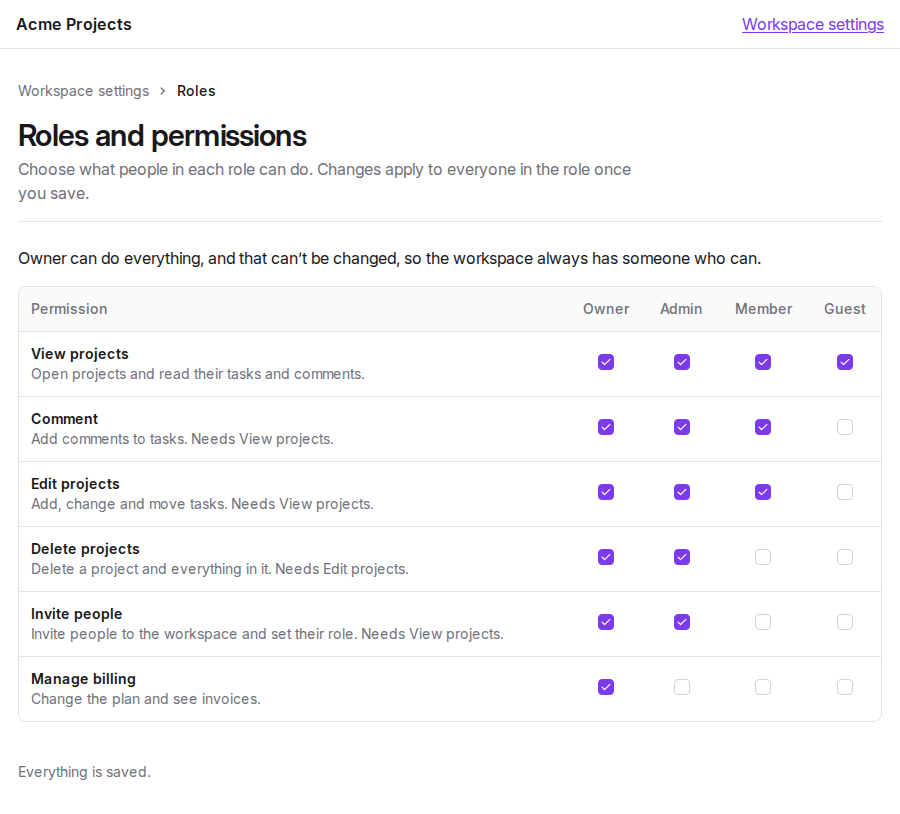 Acme Projects
Workspace settings
Workspace settings
Roles
Roles and permissions
Choose what people in each role can do. Changes apply to everyone in the role once
you save.
Owner can do everything, and that can’t be changed, so the workspace always has someone who can.
Permission Owner Admin Member Guest
View projects
Open projects and read their tasks and comments.
Comment
Add comments to tasks. Needs View projects.
Edit projects
Add, change and move tasks. Needs View projects.
Delete projects
Delete a project and everything in it. Needs Edit projects.
Invite people
Invite people to the workspace and set their role. Needs View projects.
Manage billing
Change the plan and see invoices.
Everything is saved.